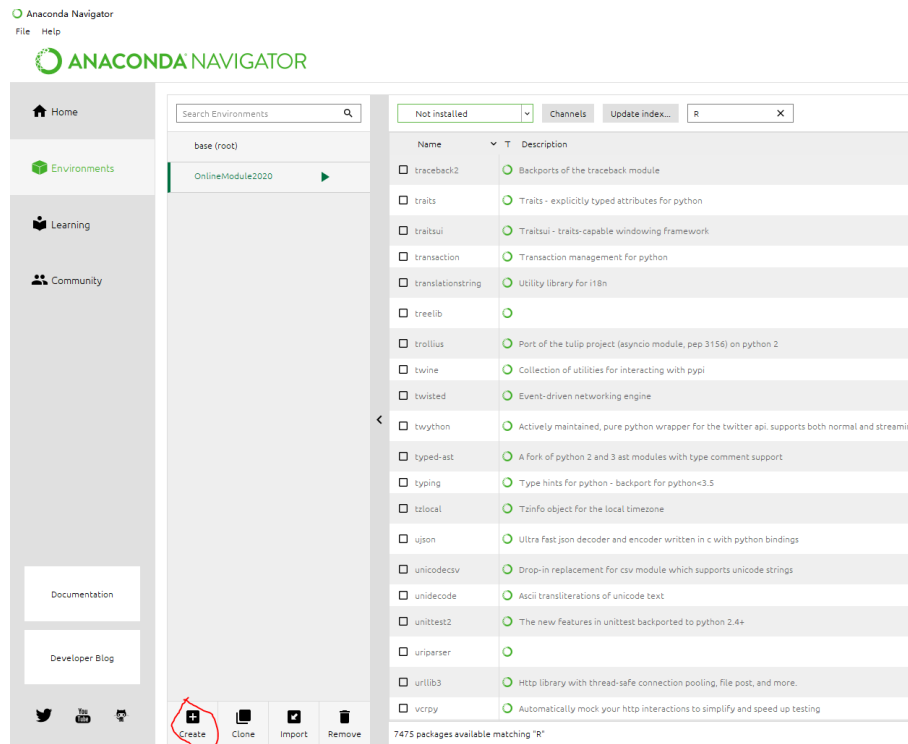 Anaconda Navigator
File Help
ANACONDA NAVIGATOR
Home
Environments
Learning
Community
Documentation
Developer Blog
You
Tube
Search Environments
base (root)
OnlineModule2020
Create Clone Import Remove
Not installed Channels Update index... R X
Name T Description
traceback2 Backports of the traceback module
traits Traits - explicitly typed attributes for python
traitsui Traitsui - traits-capable windowing framework
transaction Transaction management for python
translationstring Utility library for i18n
treelib
trollius Port of the tulip project (asyncio module, pep 3156) on python 2
twine Collection of utilities for interacting with pypi
twisted Event-driven networking engine
twython Actively maintained, pure python wrapper for the twitter api. supports both normal and streami
typed-ast A fork of python 2 and 3 ast modules with type comment support
typing Type hints for python - backport for python<3.5
tzlocal Tzinfo object for the local timezone
ujson Ultra fast json decoder and encoder written in c with python bindings
unicodecsv Drop-in replacement for csv module which supports unicode strings
unidecode Ascii transliterations of unicode text
unittest2 The new features in unittest backported to python 2.4+
uriparser
urllib3 Http library with thread-safe connection pooling, file post, and more.
vcrpy Automatically mock your http interactions to simplify and speed up testing
7475 packages available matching "R"